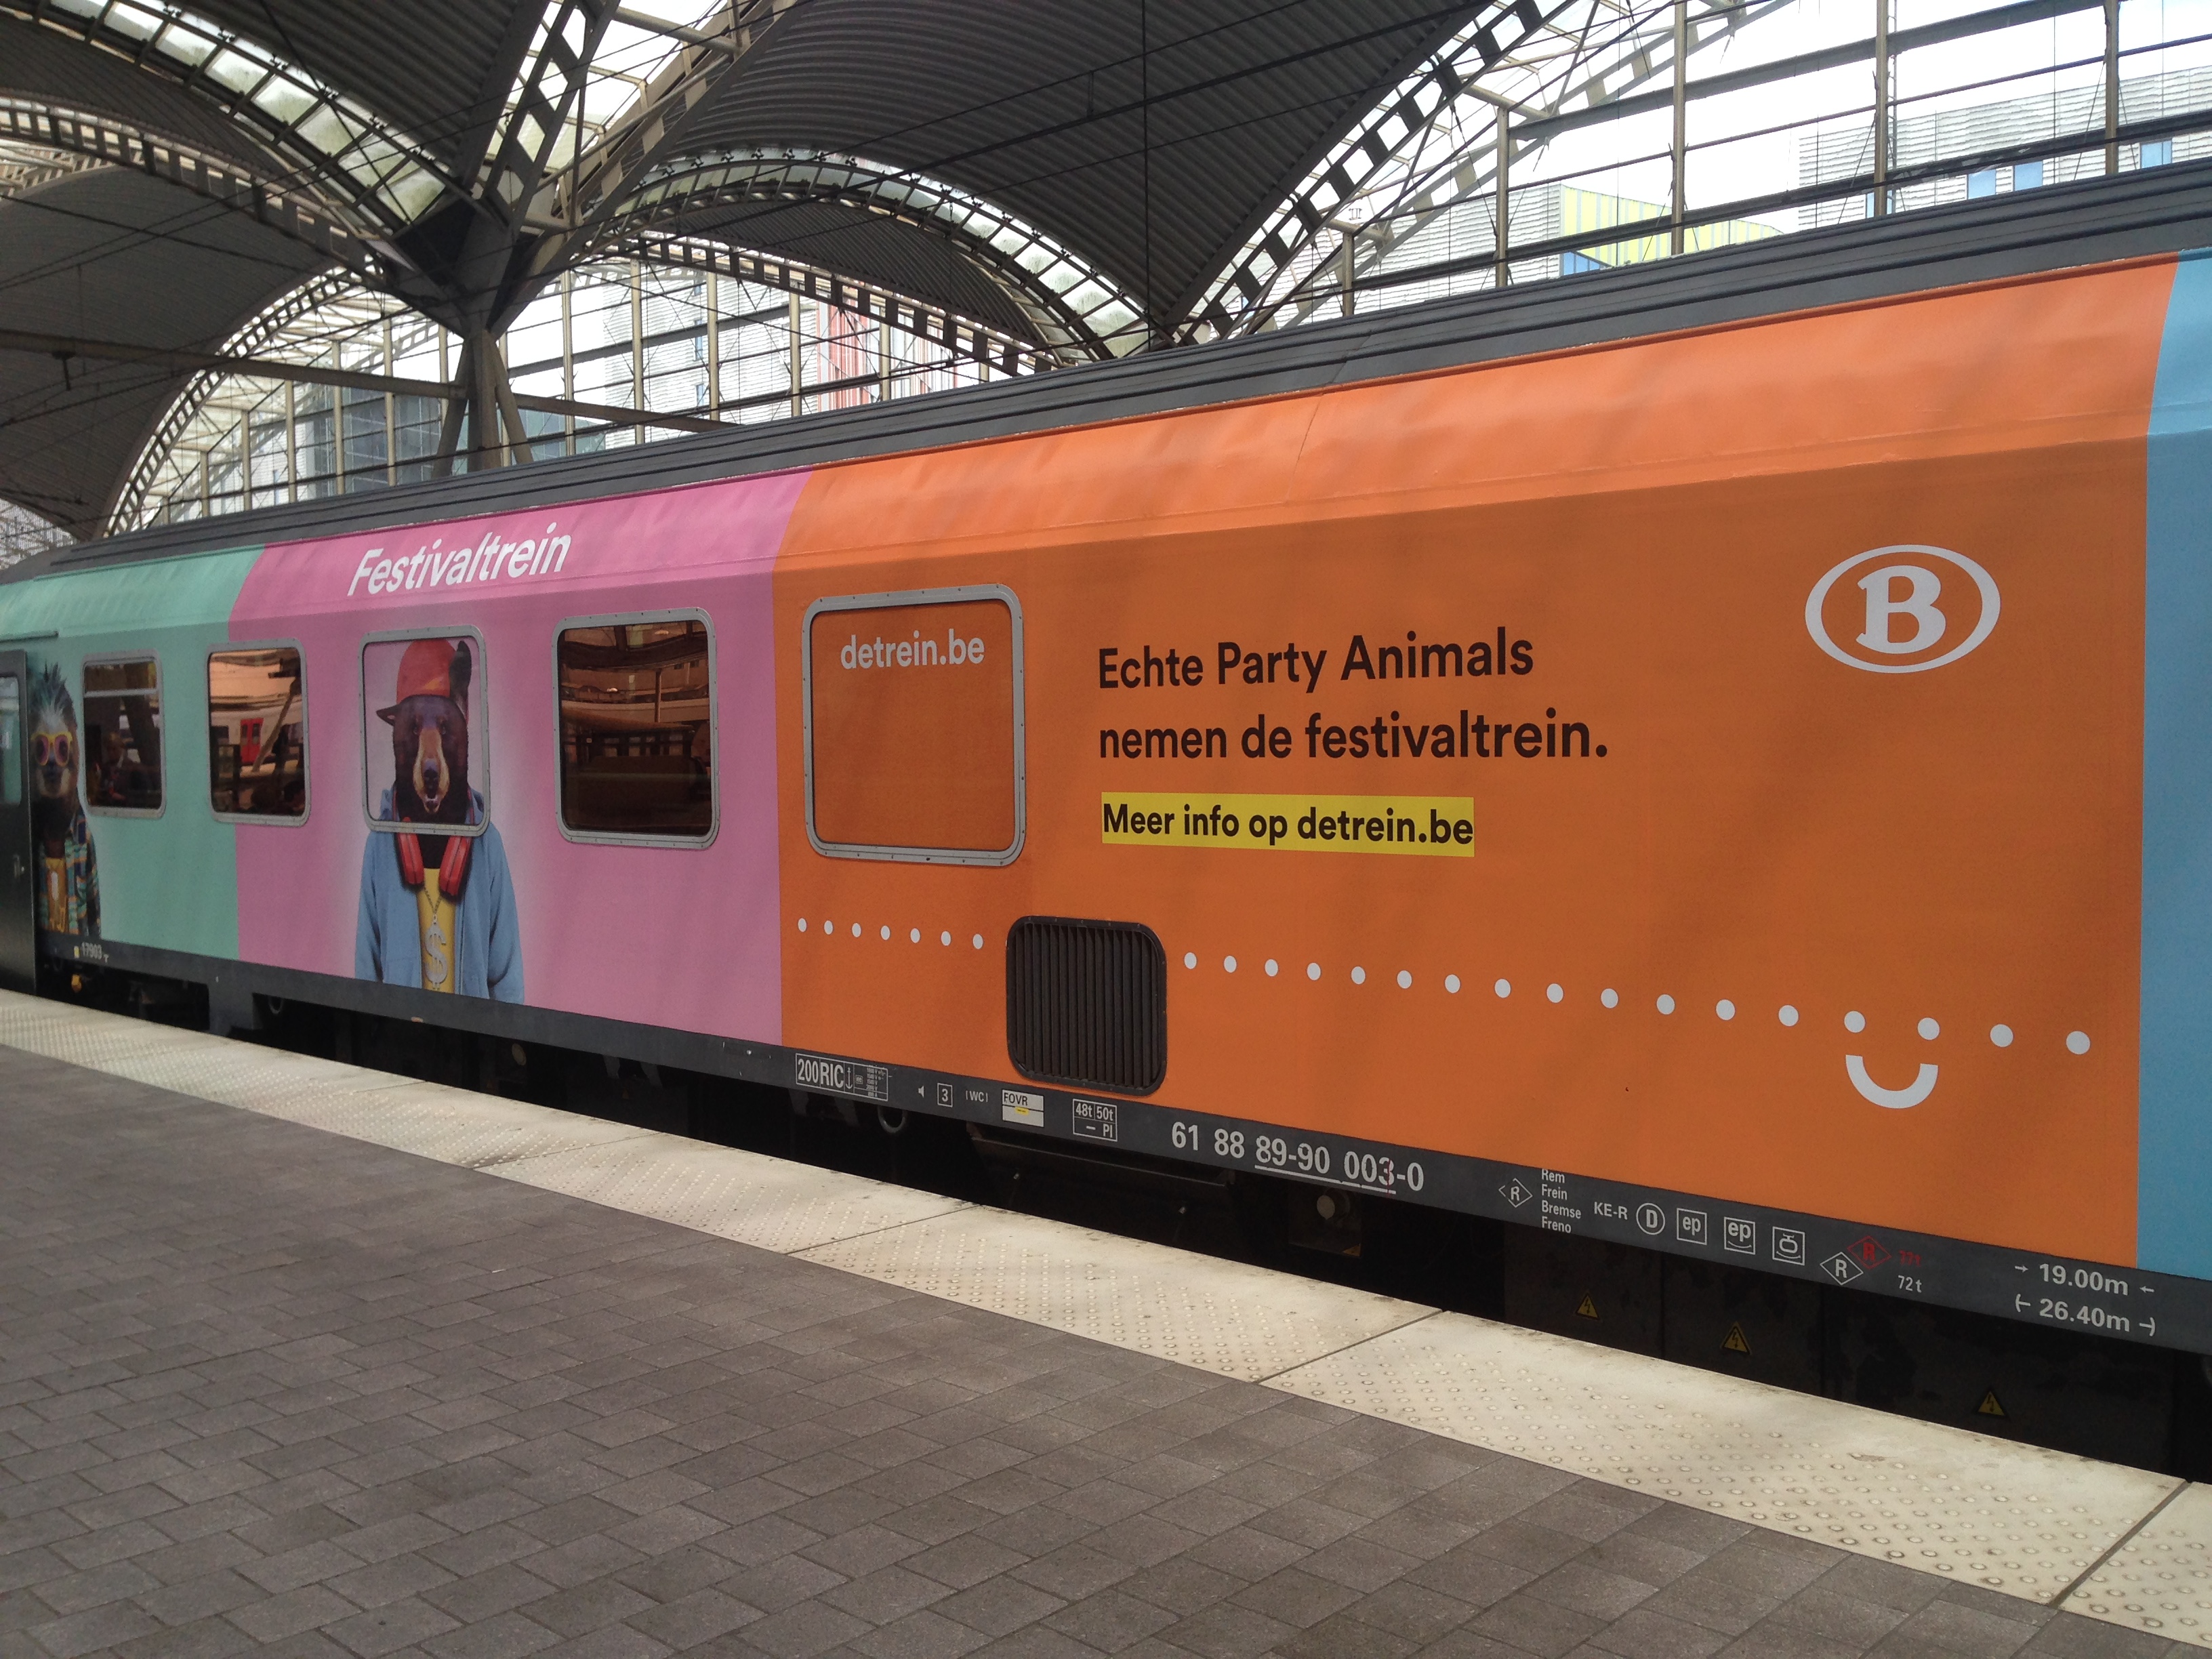 Festivaltrein
detrein.be
B
Echte Party Animals
nemen de festivaltrein.
Meer info op detrein.be
$
17903
200RIC
3
WC
FOVR
48t 50t
– PI
61 88 89-90 003-0
R
Rem
Frein
Bremse
Freno
KE-R
D
ep
ep
R
R
72t
19.00m
26.40m